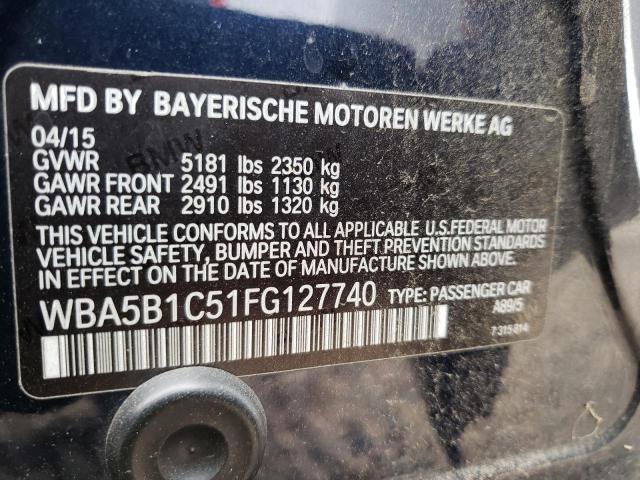 MFD BY BAYERISCHE MOTOREN WERKE AG
04/15
GVWR 5181 lbs 2350 kg
GAWR FRONT 2491 lbs 1130 kg
GAWR REAR 2910 lbs 1320 kg
THIS VEHICLE CONFORMS TO ALL APPLICABLE U.S.FEDERAL MOTOR
VEHICLE SAFETY, BUMPER AND THEFT PREVENTION STANDARDS
IN EFFECT ON THE DATE OF MANUFACTURE SHOWN ABOVE.
WBA5B1C51FG127740 TYPE: PASSENGER CAR
A89/5
7 315 814